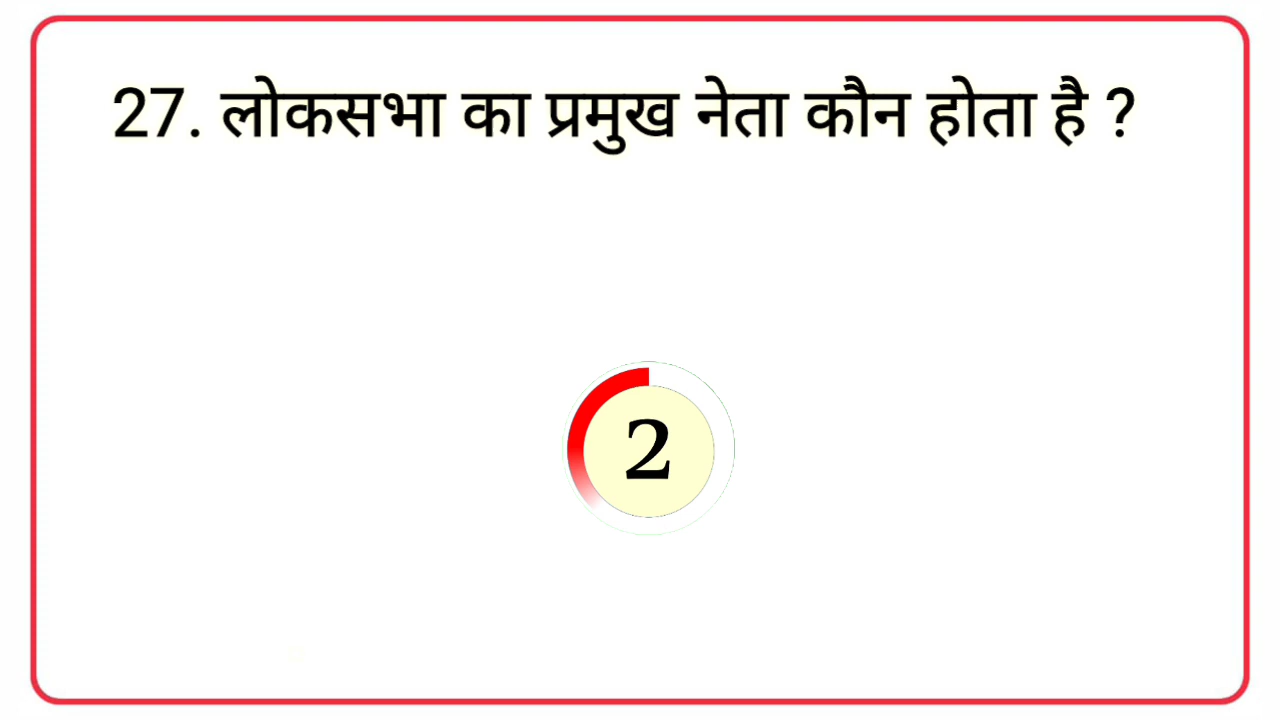 27. लोकसभा का प्रमुख नेता कौन होता है ?
2